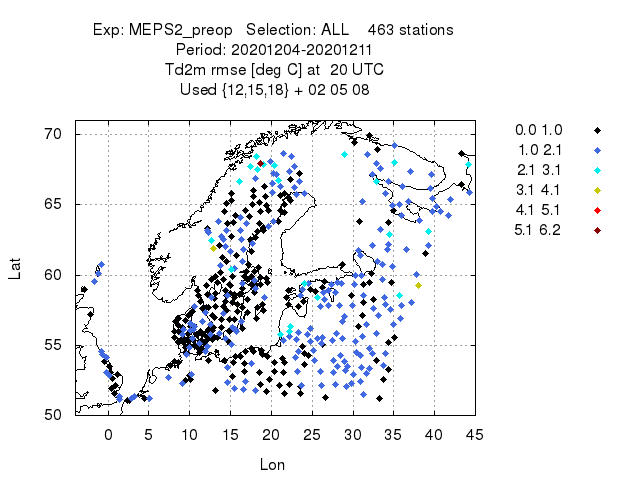 Exp: MEPS2_preop   Selection: ALL    463 stations
Period: 20201204-20201211
Td2m rmse [deg C] at  20 UTC
Used {12,15,18} + 02 05 08
70
65
60
55
50
Lat
0 5 10 15 20 25 30 35 40 45
Lon
0.0 1.0
1.0 2.1
2.1 3.1
3.1 4.1
4.1 5.1
5.1 6.2